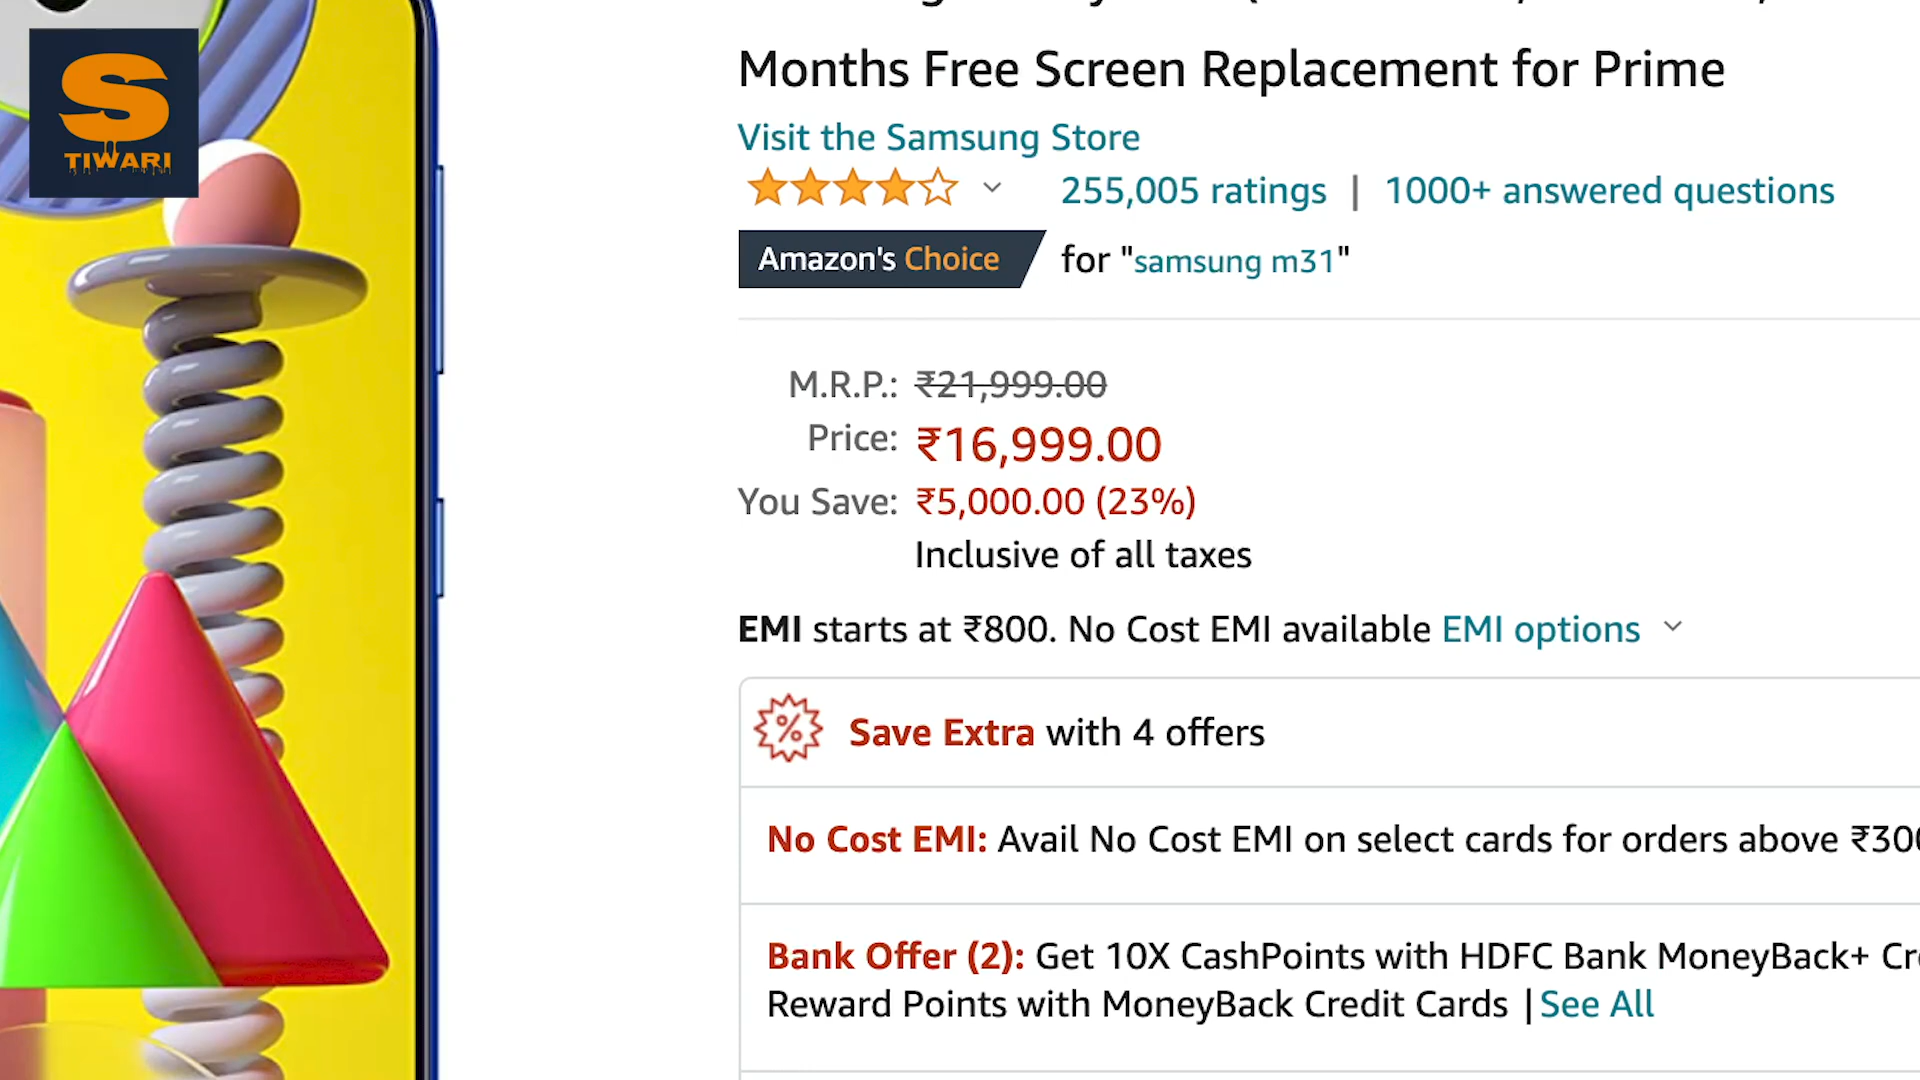 S
TIWARI
Months Free Screen Replacement for Prime
Visit the Samsung Store
255,005 ratings | 1000+ answered questions
Amazon's Choice for "samsung m31"
M.R.P.: ₹21,999.00
Price: ₹16,999.00
You Save: ₹5,000.00 (23%)
Inclusive of all taxes
EMI starts at ₹800. No Cost EMI available EMI options
% Save Extra with 4 offers
No Cost EMI: Avail No Cost EMI on select cards for orders above
Bank Offer (2): Get 10X CashPoints with HDFC Bank MoneyBack+
Reward Points with MoneyBack Credit Cards | See All